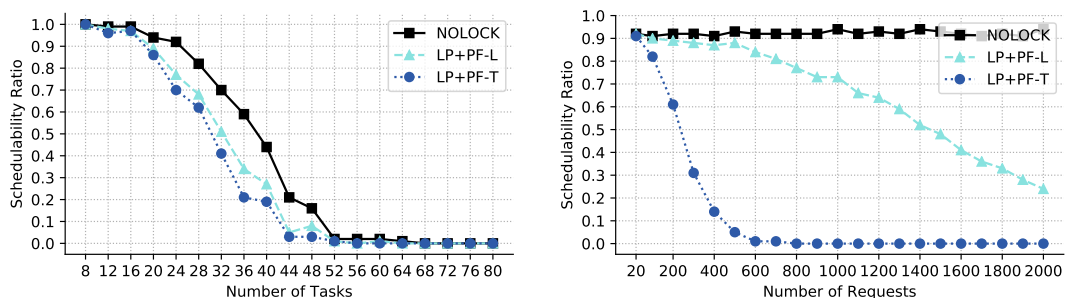 1.0
0.9
0.8
0.7
0.6
0.5
0.4
0.3
0.2
0.1
0.0
Schedulability Ratio
8 12 16 20 24 28 32 36 40 44 48 52 56 60 64 68 72 76 80
Number of Tasks
NOLOCK
LP+PF-L
LP+PF-T
1.0
0.9
0.8
0.7
0.6
0.5
0.4
0.3
0.2
0.1
0.0
Schedulability Ratio
20 200 400 600 800 1000 1200 1400 1600 1800 2000
Number of Requests
NOLOCK
LP+PF-L
LP+PF-T